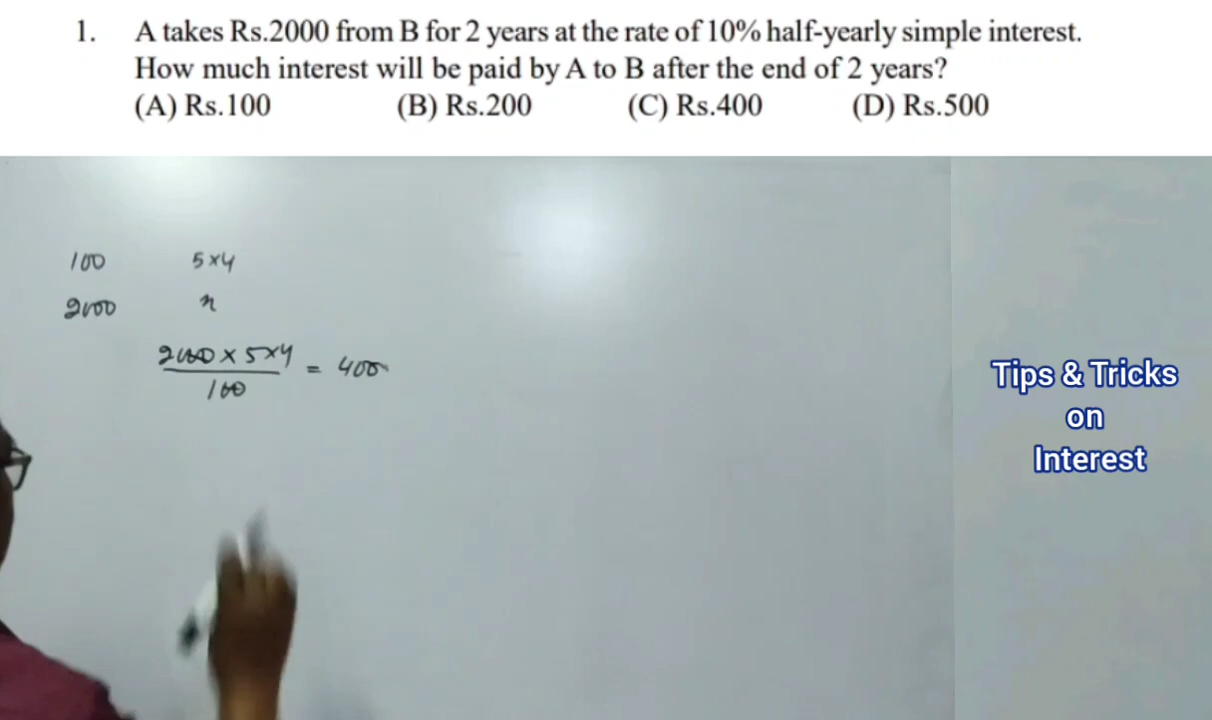 1. A takes Rs.2000 from B for 2 years at the rate of 10% half-yearly simple interest.
How much interest will be paid by A to B after the end of 2 years?
(A) Rs.100 (B) Rs.200 (C) Rs.400 (D) Rs.500
100 5×4
2000 x
2000 × 5×4 = 400
100
Tips & Tricks
on
Interest